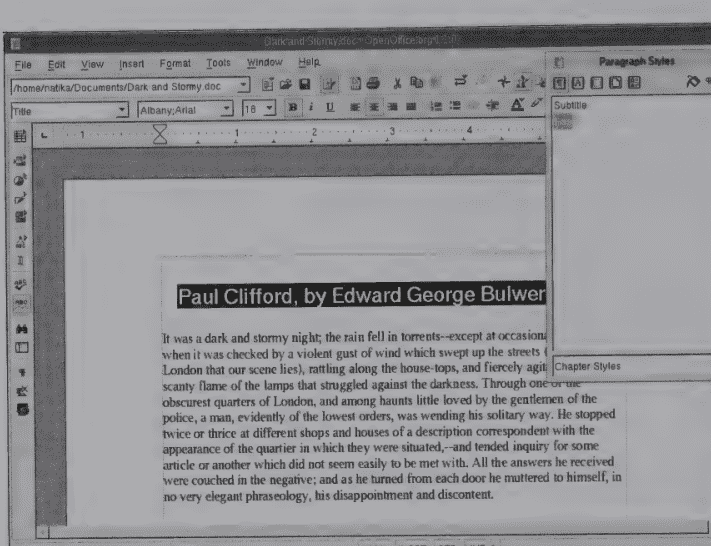 Dark and Stormy.doc - OpenOffice.org
File Edit View Insert Format Tools Window Help
Paragraph Styles
/home/natika/Documents/Dark and Stormy.doc
Title Albany;Arial 18 B i U
Subtitle
1 1 2 3 4
Paul Clifford, by Edward George Bulwer
It was a dark and stormy night; the rain fell in torrents--except at occasiona
when it was checked by a violent gust of wind which swept up the streets (
London that our scene lies), rattling along the house-tops, and fiercely agit
Chapter Styles
scanty flame of the lamps that struggled against the darkness. Through one of the
obscurest quarters of London, and among haunts little loved by the gentlemen of the
police, a man, evidently of the lowest orders, was wending his solitary way. He stopped
twice or thrice at different shops and houses of a description correspondent with the
appearance of the quartier in which they were situated,--and tended inquiry for some
article or another which did not seem easily to be met with. All the answers he received
were couched in the negative; and as he turned from each door he muttered to himself, in
no very elegant phraseology, his disappointment and discontent.